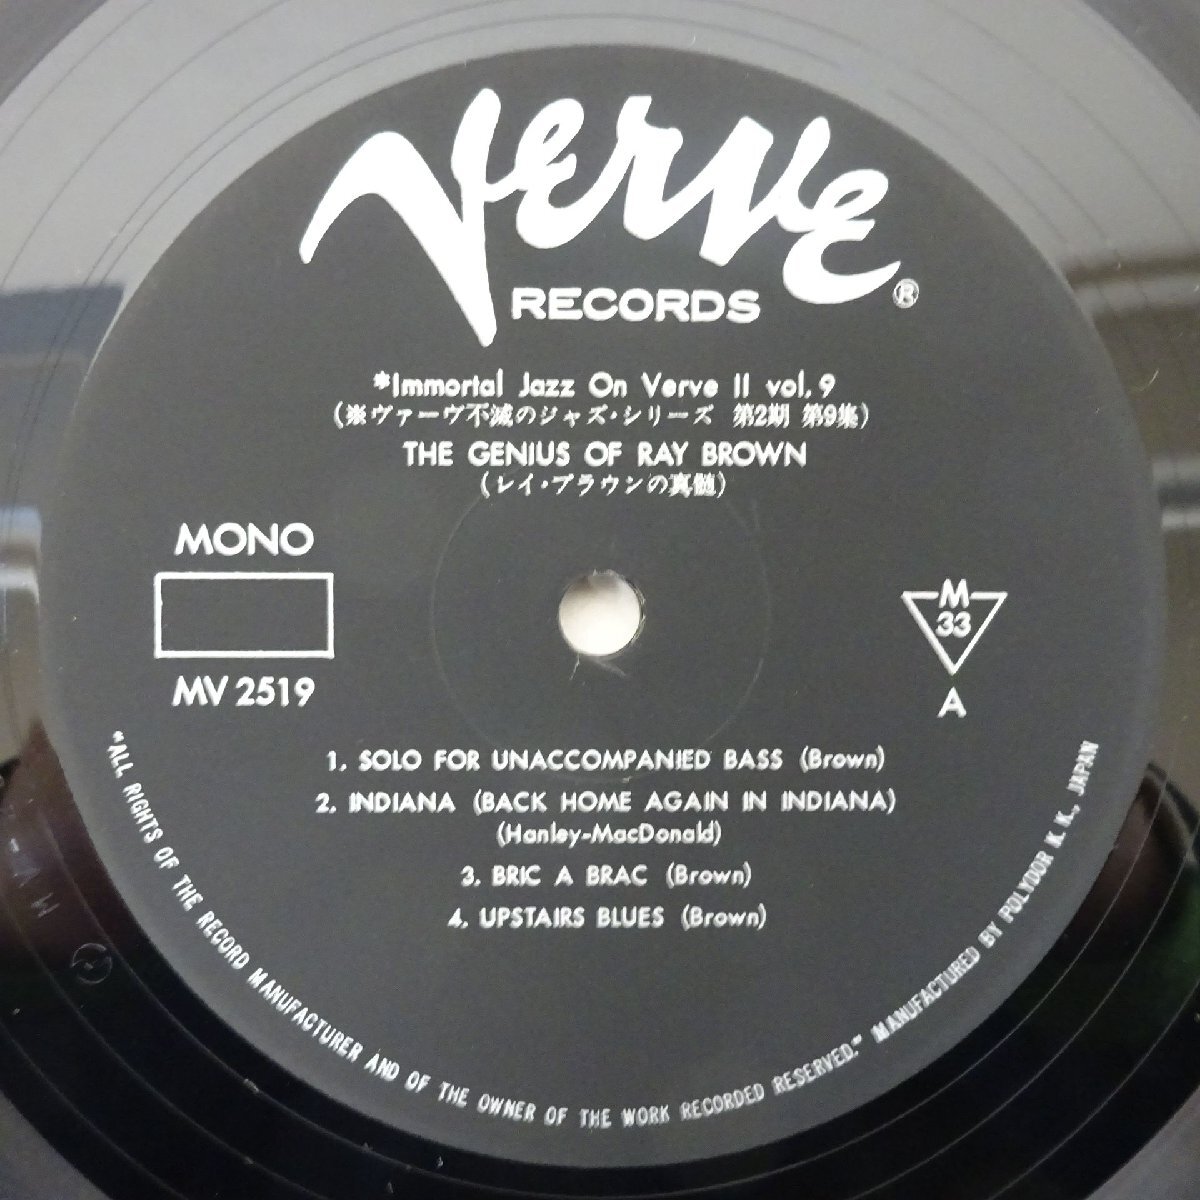 Verve
RECORDS ®
*Immortal Jazz On Verve II vol. 9
(※ヴァーヴ不滅のジャズ・シリーズ 第2期 第9集)
THE GENIUS OF RAY BROWN
(レイ・ブラウンの真髄)
MONO
MV 2519
M
33
A
1. SOLO FOR UNACCOMPANIED BASS (Brown)
2. INDIANA (BACK HOME AGAIN IN INDIANA)
(Hanley-MacDonald)
3. BRIC A BRAC (Brown)
4. UPSTAIRS BLUES (Brown)
"ALL RIGHTS OF THE RECORD MANUFACTURER AND OF THE OWNER OF THE WORK RECORDED RESERVED." MANUFACTURED BY POLYDOR K.K., JAPAN